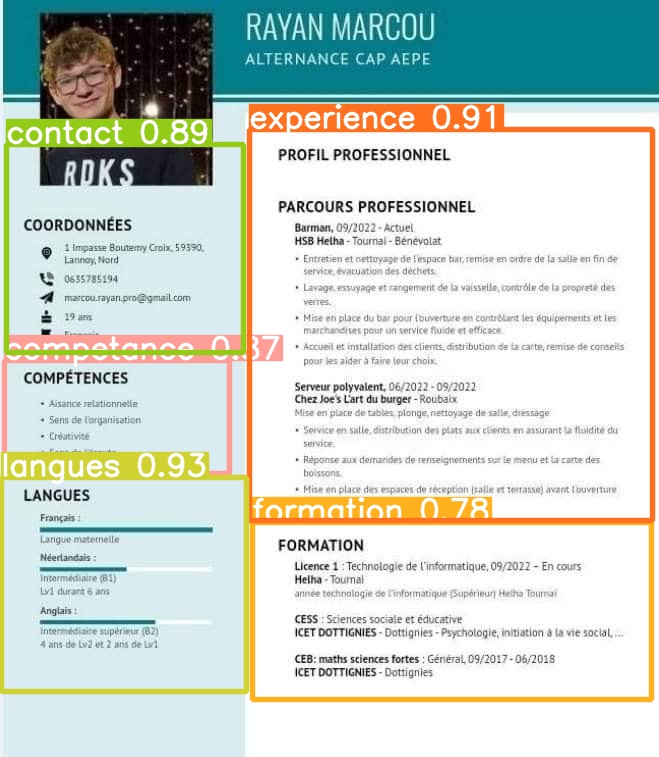 RAYAN MARCOU
ALTERNANCE CAP AEPE
contact 0.89
RDKS
COORDONNÉES
1 Impasse Boutemy Croix, 59390,
Lannoy, Nord
0635785194
marcou.rayan.pro@gmail.com
19 ans
Français
competance 0.87
COMPÉTENCES
• Aisance relationnelle
• Sens de l'organisation
• Créativité
• Sens de l'écoute
langues 0.93
LANGUES
Français :
Langue maternelle
Néerlandais :
Intermédiaire (B1)
Lv1 durant 6 ans
Anglais :
Intermédiaire supérieur (B2)
4 ans de Lv2 et 2 ans de Lv1
experience 0.91
PROFIL PROFESSIONNEL
PARCOURS PROFESSIONNEL
Barman, 09/2022 - Actuel
HSB Helha - Tournai - Bénévolat
• Entretien et nettoyage de l'espace bar, remise en ordre de la salle en fin de
service, évacuation des déchets.
• Lavage, essuyage et rangement de la vaisselle, contrôle de la propreté des
verres.
• Mise en place du bar pour l'ouverture en contrôlant les équipements et les
marchandises pour un service fluide et efficace.
• Accueil et installation des clients, distribution de la carte, remise de conseils
pour les aider à faire leur choix.
Serveur polyvalent, 06/2022 - 09/2022
Chez Joe's L'art du burger - Roubaix
Mise en place de tables, plonge, nettoyage de salle, dressage
• Service en salle, distribution des plats aux clients en assurant la fluidité du
service.
• Réponse aux demandes de renseignements sur le menu et la carte des
boissons.
• Mise en place des espaces de réception (salle et terrasse) avant l'ouverture
formation 0.78
FORMATION
Licence 1 : Technologie de l'informatique, 09/2022 – En cours
Helha - Tournai
année technologie de l'informatique (Supérieur) Helha Tournai
CESS : Sciences sociale et éducative
ICET DOTTIGNIES - Dottignies - Psychologie, initiation à la vie social, ...
CEB: maths sciences fortes : Général, 09/2017 - 06/2018
ICET DOTTIGNIES - Dottignies